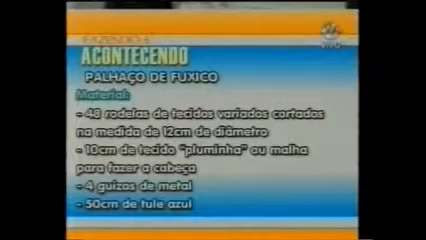 FAZENDO E
ACONTECENDO
PALHAÇO DE FUXICO
Material:
- 48 rodelas de tecidos variados cortados
na medida de 12cm de diâmetro
- 10cm de tecido "pluminha" ou malha
para fazer a cabeça
- 4 guizos de metal
- 50cm de tule azul